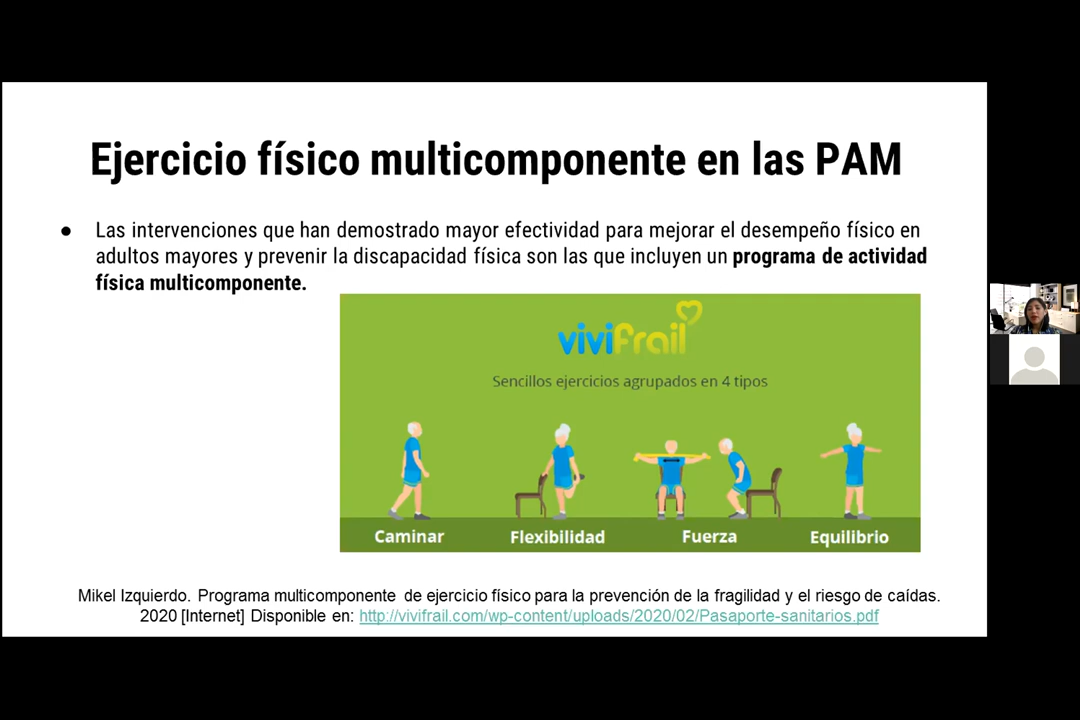 Ejercicio físico multicomponente en las PAM
● Las intervenciones que han demostrado mayor efectividad para mejorar el desempeño físico en
adultos mayores y prevenir la discapacidad física son las que incluyen un programa de actividad
física multicomponente.
vivifrail
Sencillos ejercicios agrupados en 4 tipos
Caminar Flexibilidad Fuerza Equilibrio
Mikel Izquierdo. Programa multicomponente de ejercicio físico para la prevención de la fragilidad y el riesgo de caídas.
2020 [Internet] Disponible en: http://vivifrail.com/wp-content/uploads/2020/02/Pasaporte-sanitarios.pdf